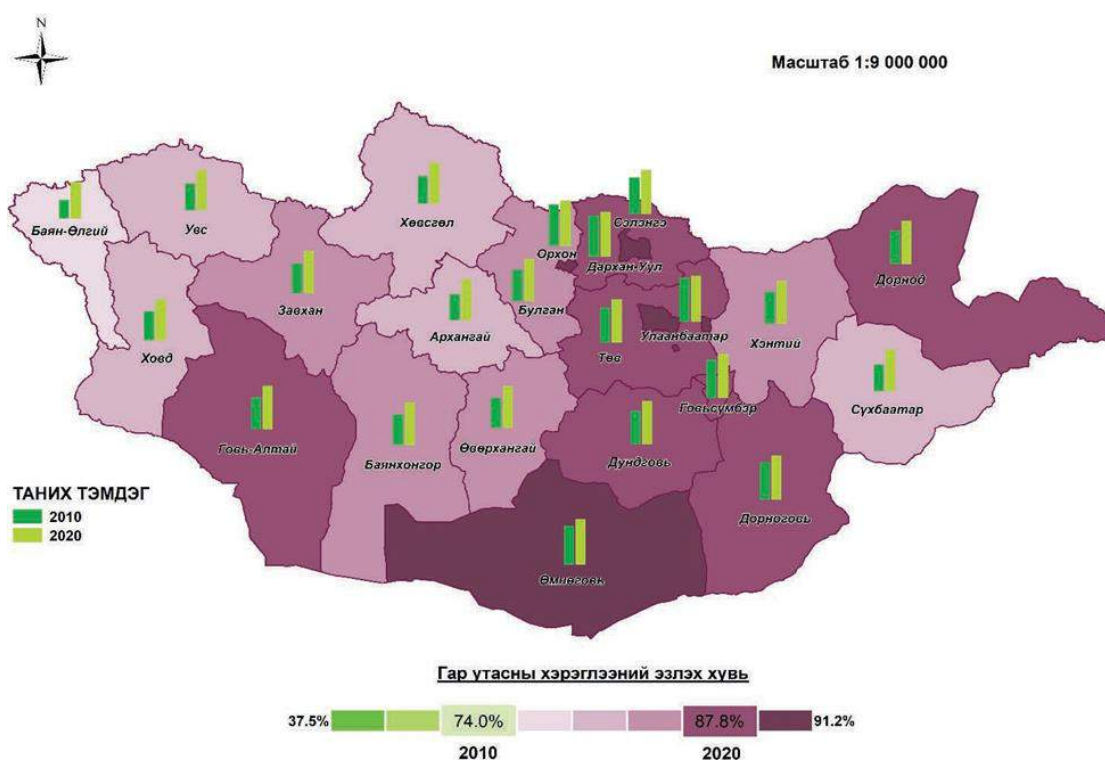 N
Масштаб 1:9 000 000
Баян-Өлгий
Увс
Хөвсгөл
Сэлэнгэ
Орхон
Дархан-Уул
Дорнод
Завхан
Булган
Ховд
Архангай
Төв
Улаанбаатар
Хэнтий
Говьсүмбэр
Сүхбаатар
Говь-Алтай
Баянхонгор
Өвөрхангай
Дундговь
Дорноговь
Өмнөговь
ТАНИХ ТЭМДЭГ
2010
2020
Гар утасны хэрэглээний эзлэх хувь
37.5% 74.0% 87.8% 91.2%
2010 2020